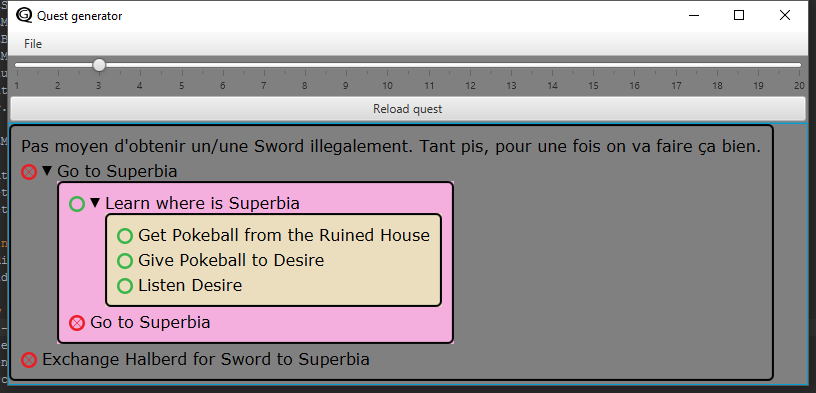 Quest generator
File
1 2 3 4 5 6 7 8 9 10 11 12 13 14 15 16 17 18 19 20
Reload quest
Pas moyen d'obtenir un/une Sword illegalement. Tant pis, pour une fois on va faire ça bien.
Go to Superbia
Learn where is Superbia
Get Pokeball from the Ruined House
Give Pokeball to Desire
Listen Desire
Go to Superbia
Exchange Halberd for Sword to Superbia